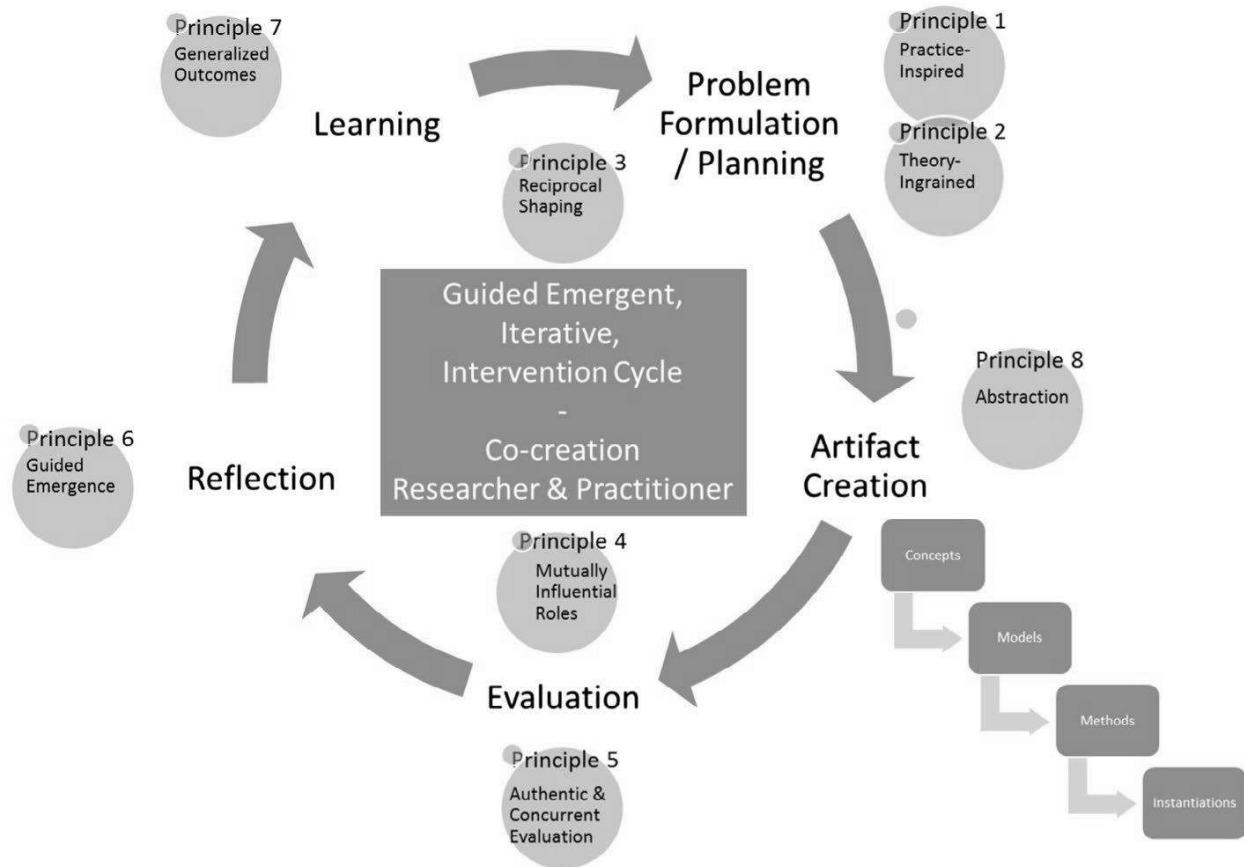 Principle 7
Generalized
Outcomes
Learning
Problem
Formulation
/ Planning
Principle 1
Practice-
Inspired
Principle 2
Theory-
Ingrained
Principle 3
Reciprocal
Shaping
Guided Emergent,
Iterative,
Intervention Cycle
-
Co-creation
Researcher & Practitioner
Principle 8
Abstraction
Artifact
Creation
Principle 6
Guided
Emergence
Reflection
Principle 4
Mutually
Influential
Roles
Evaluation
Principle 5
Authentic &
Concurrent
Evaluation
Concepts
Models
Methods
Instantiations